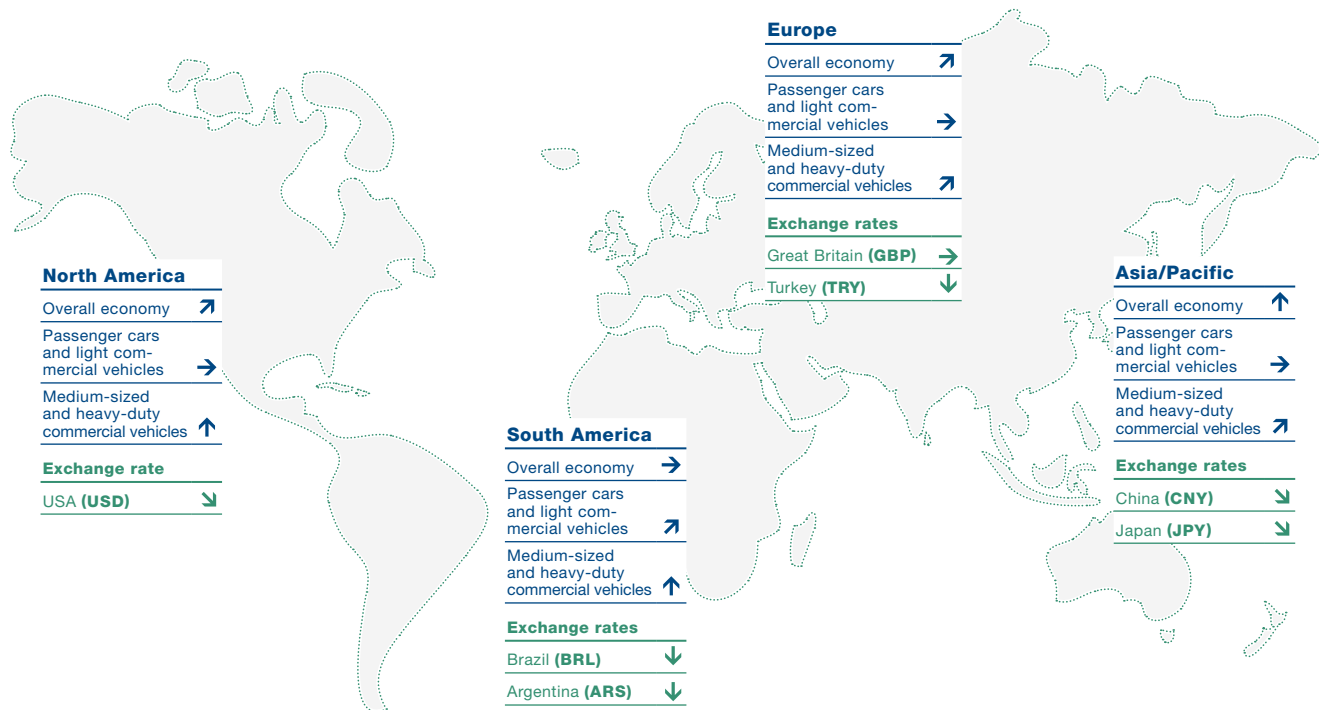 North America
Overall economy
Passenger cars
and light com-
mercial vehicles
Medium-sized
and heavy-duty
commercial vehicles
Exchange rate
USA (USD)
South America
Overall economy
Passenger cars
and light com-
mercial vehicles
Medium-sized
and heavy-duty
commercial vehicles
Exchange rates
Brazil (BRL)
Argentina (ARS)
Europe
Overall economy
Passenger cars
and light com-
mercial vehicles
Medium-sized
and heavy-duty
commercial vehicles
Exchange rates
Great Britain (GBP)
Turkey (TRY)
Asia/Pacific
Overall economy
Passenger cars
and light com-
mercial vehicles
Medium-sized
and heavy-duty
commercial vehicles
Exchange rates
China (CNY)
Japan (JPY)